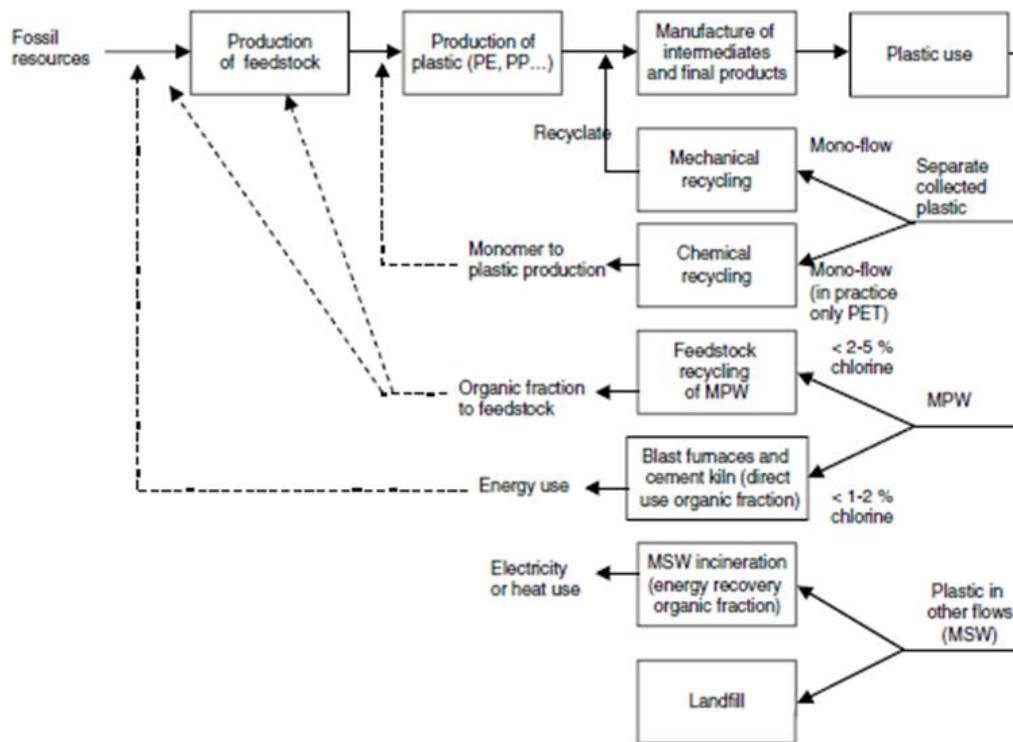 Fossil
resources
Production
of feedstock
Production of
plastic (PE, PP…)
Manufacture of
intermediates
and final products
Plastic use
Recyclate
Mechanical
recycling
Mono-flow
Separate
collected
plastic
Monomer to
plastic production
Chemical
recycling
Mono-flow
(in practice
only PET)
Organic fraction
to feedstock
Feedstock
recycling
of MPW
< 2-5 %
chlorine
MPW
Energy use
Blast furnaces and
cement kiln (direct
use organic fraction)
< 1-2 %
chlorine
Electricity
or heat use
MSW incineration
(energy recovery
organic fraction)
Plastic in
other flows
(MSW)
Landfill